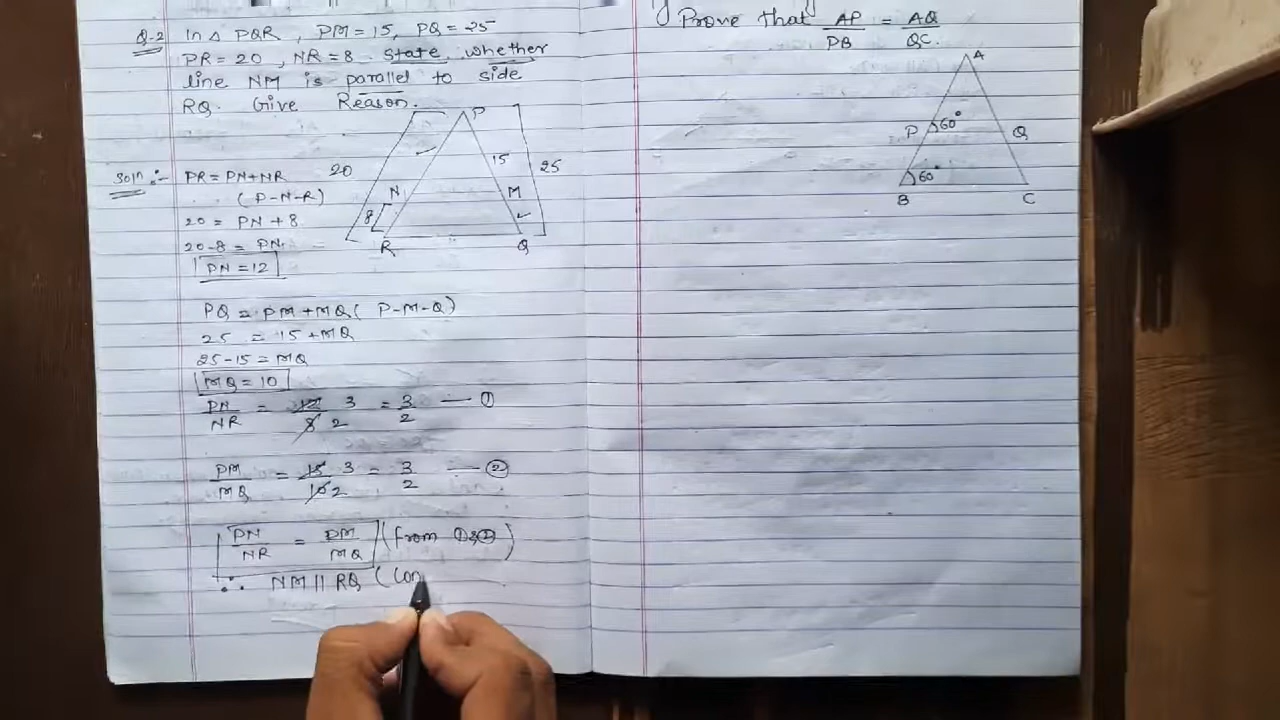 Q.2 In △ PQR, PM = 15, PQ = 25
PR = 20, NR = 8. State whether
line NM is parallel to side
RQ. Give Reason.
Soln :- PR = PN + NR
(P-N-R)
20 = PN + 8
20-8 = PN
PN = 12
PQ = PM + MQ ( P-M-Q)
25 = 15 + MQ
25-15 = MQ
MQ = 10
PN/NR = 12/8 3/2 = 3/2 — ①
PM/MQ = 15/10 3/2 = 3/2 — ②
PN/NR = PM/MQ (from ①&②)
∴ NM || RQ (Con
P
20
15
25
N
M
8
R
Q
Prove that AP/PB = AQ/QC.
A
P 60°
Q
60°
B
C